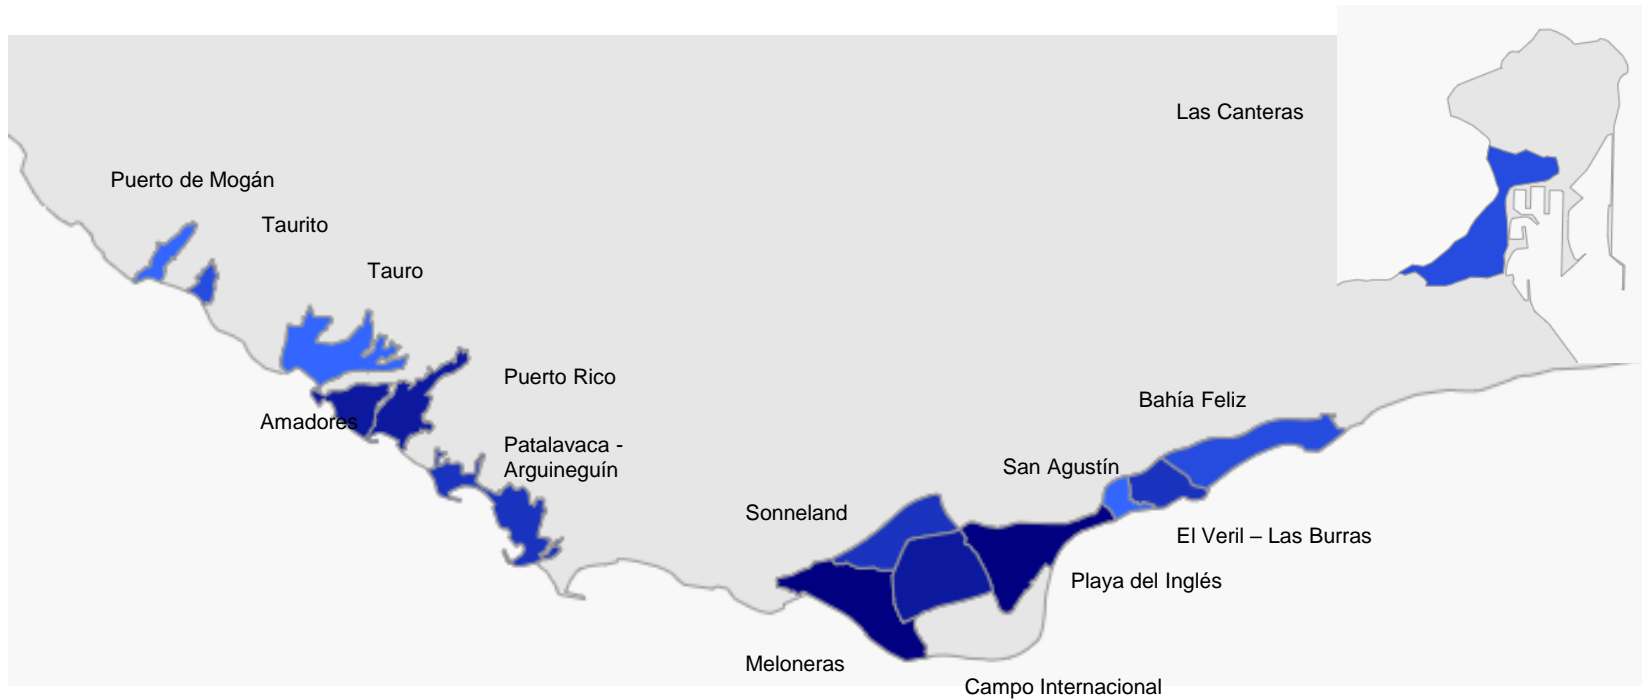 Las Canteras
Puerto de Mogán
Taurito
Tauro
Puerto Rico
Bahía Feliz
Amadores
Patalavaca -
Arguineguín
San Agustín
Sonneland
El Veril – Las Burras
Playa del Inglés
Meloneras
Campo Internacional